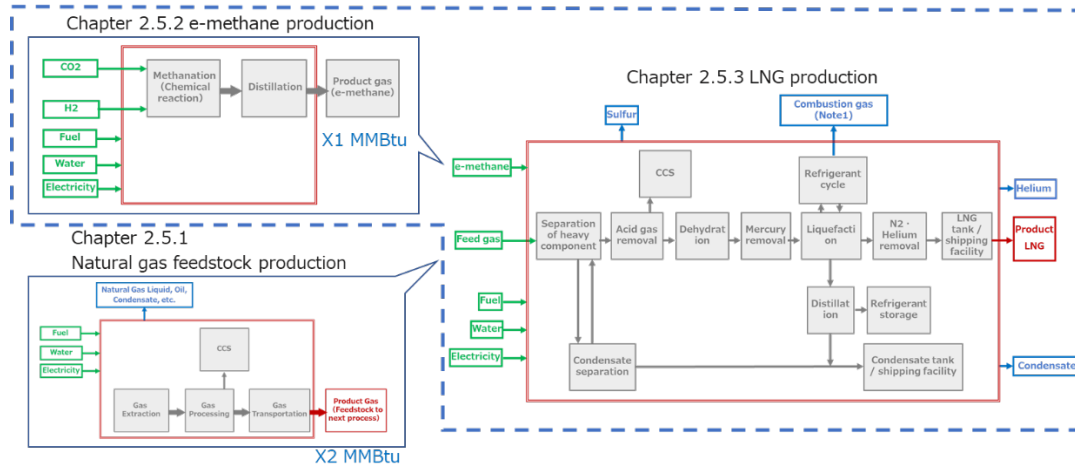 Chapter 2.5.2 e-methane production
CO2
H2
Fuel
Water
Electricity
Methanation
(Chemical
reaction)
Distillation
Product gas
(e-methane)
X1 MMBtu
Chapter 2.5.1
Natural gas feedstock production
Natural Gas Liquid, Oil,
Condensate, etc.
Fuel
Water
Electricity
CCS
Gas
Extraction
Gas
Processing
Gas
Transportation
Product Gas
(Feedstock to
next process)
X2 MMBtu
Chapter 2.5.3 LNG production
Sulfur
Combustion gas
(Note1)
e-methane
Feed gas
Fuel
Water
Electricity
CCS
Refrigerant
cycle
Separation
of heavy
component
Acid gas
removal
Dehydrat
ion
Mercury
removal
Liquefacti
on
N2・
Helium
removal
LNG
tank /
shipping
facility
Helium
Product
LNG
Distillat
ion
Refrigerant
storage
Condensate
separation
Condensate tank
/ shipping facility
Condensate